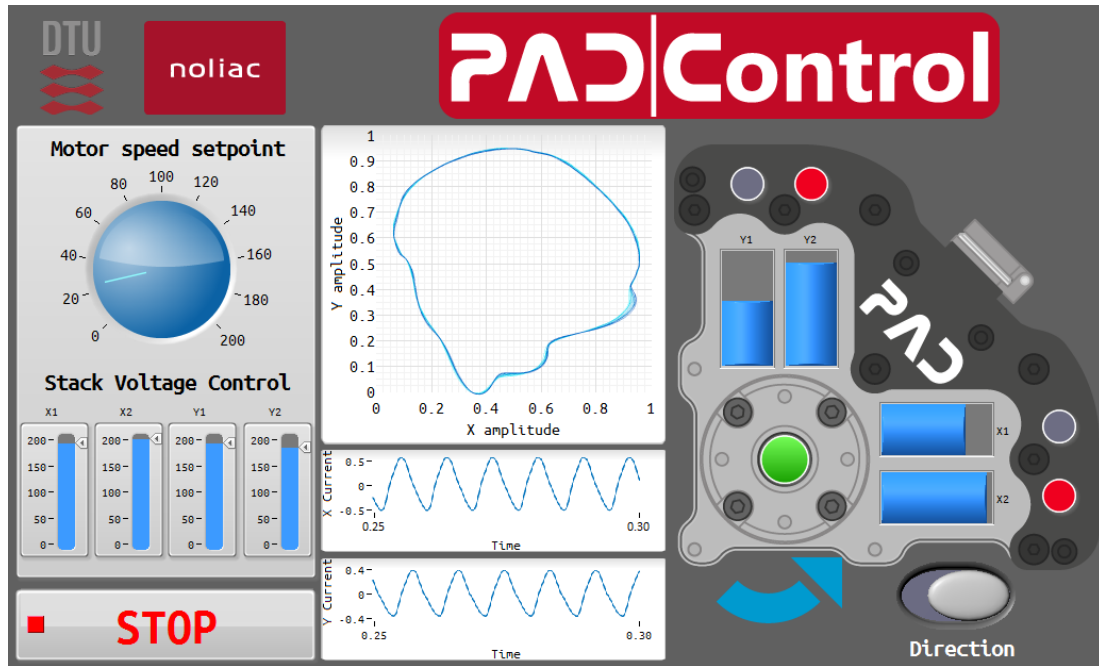 DTU
noliac
PAD|Control
Motor speed setpoint
0
20
40
60
80
100
120
140
160
180
200
Stack Voltage Control
X1
X2
Y1
Y2
200
150
100
50
0
200
150
100
50
0
200
150
100
50
0
200
150
100
50
0
STOP
Y amplitude
1
0.9
0.8
0.7
0.6
0.5
0.4
0.3
0.2
0.1
0
0
0.2
0.4
0.6
0.8
1
X amplitude
X Current
0.5
0
-0.5
0.25
0.30
Time
Y Current
0.4
0
-0.4
0.25
0.30
Time
Y1
Y2
PAD
X1
X2
Direction